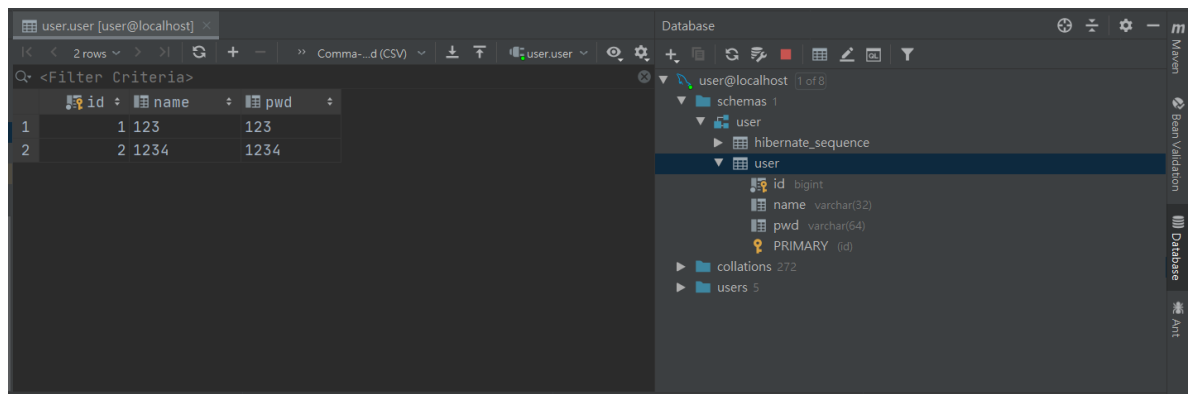 user.user [user@localhost]
2 rows
Comma-...d (CSV)
user.user
<Filter Criteria>
id name pwd
1 1 123 123
2 2 1234 1234
Database
user@localhost 1 of 8
schemas 1
user
hibernate_sequence
user
id bigint
name varchar(32)
pwd varchar(64)
PRIMARY (id)
collations 272
users 5
QL
m
Maven
Bean Validation
Database
Ant